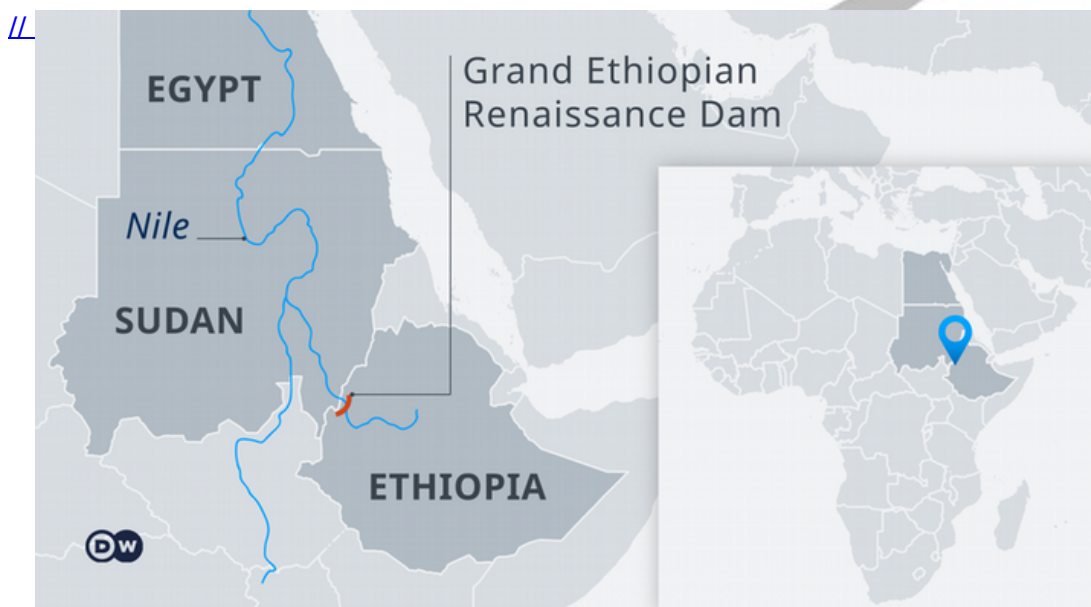 //
EGYPT
Grand Ethiopian
Renaissance Dam
Nile
SUDAN
ETHIOPIA
DW